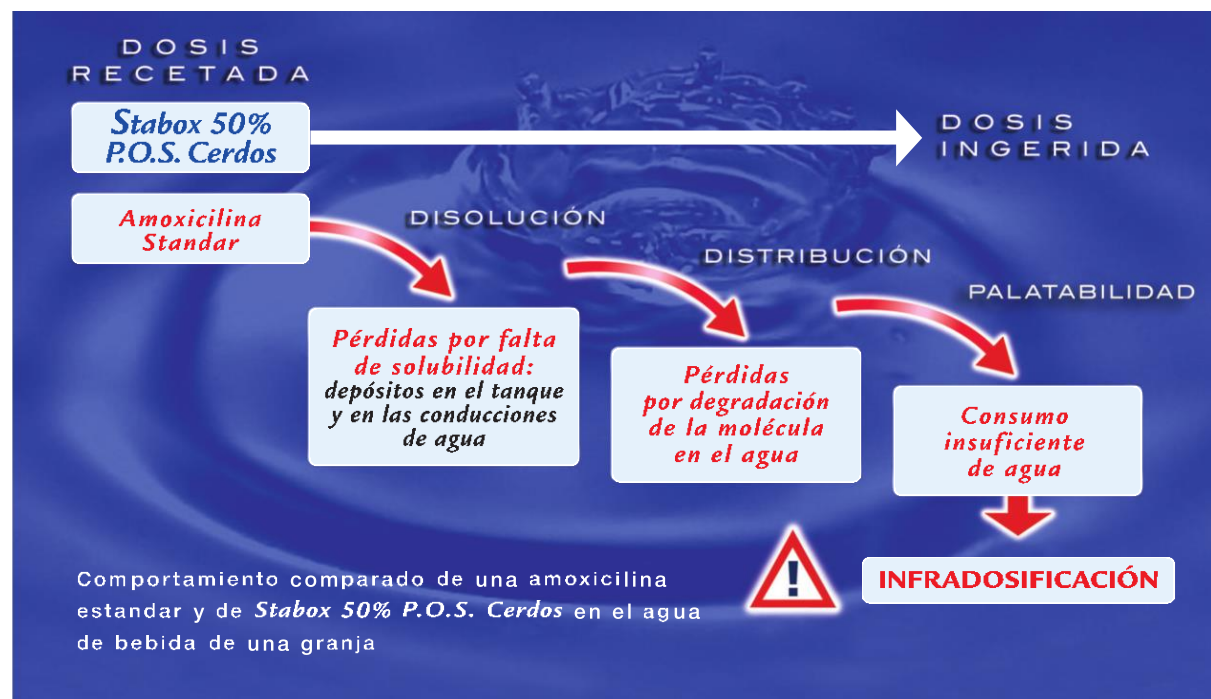 DOSIS
RECETADA
Stabox 50%
P.O.S. Cerdos
DOSIS
INGERIDA
Amoxicilina
Standar
DISOLUCIÓN
DISTRIBUCIÓN
PALATABILIDAD
Pérdidas por falta
de solubilidad:
depósitos en el tanque
y en las conducciones
de agua
Pérdidas
por degradación
de la molécula
en el agua
Consumo
insuficiente
de agua
!
INFRADOSIFICACIÓN
Comportamiento comparado de una amoxicilina
estandar y de Stabox 50% P.O.S. Cerdos en el agua
de bebida de una granja